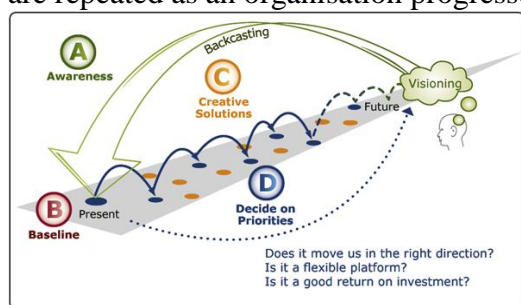 are repeated as an organisation progress
A
Awareness
Backcasting
C
Creative
Solutions
Visioning
Future
B
Baseline
Present
D
Decide on
Priorities
Does it move us in the right direction?
Is it a flexible platform?
Is it a good return on investment?